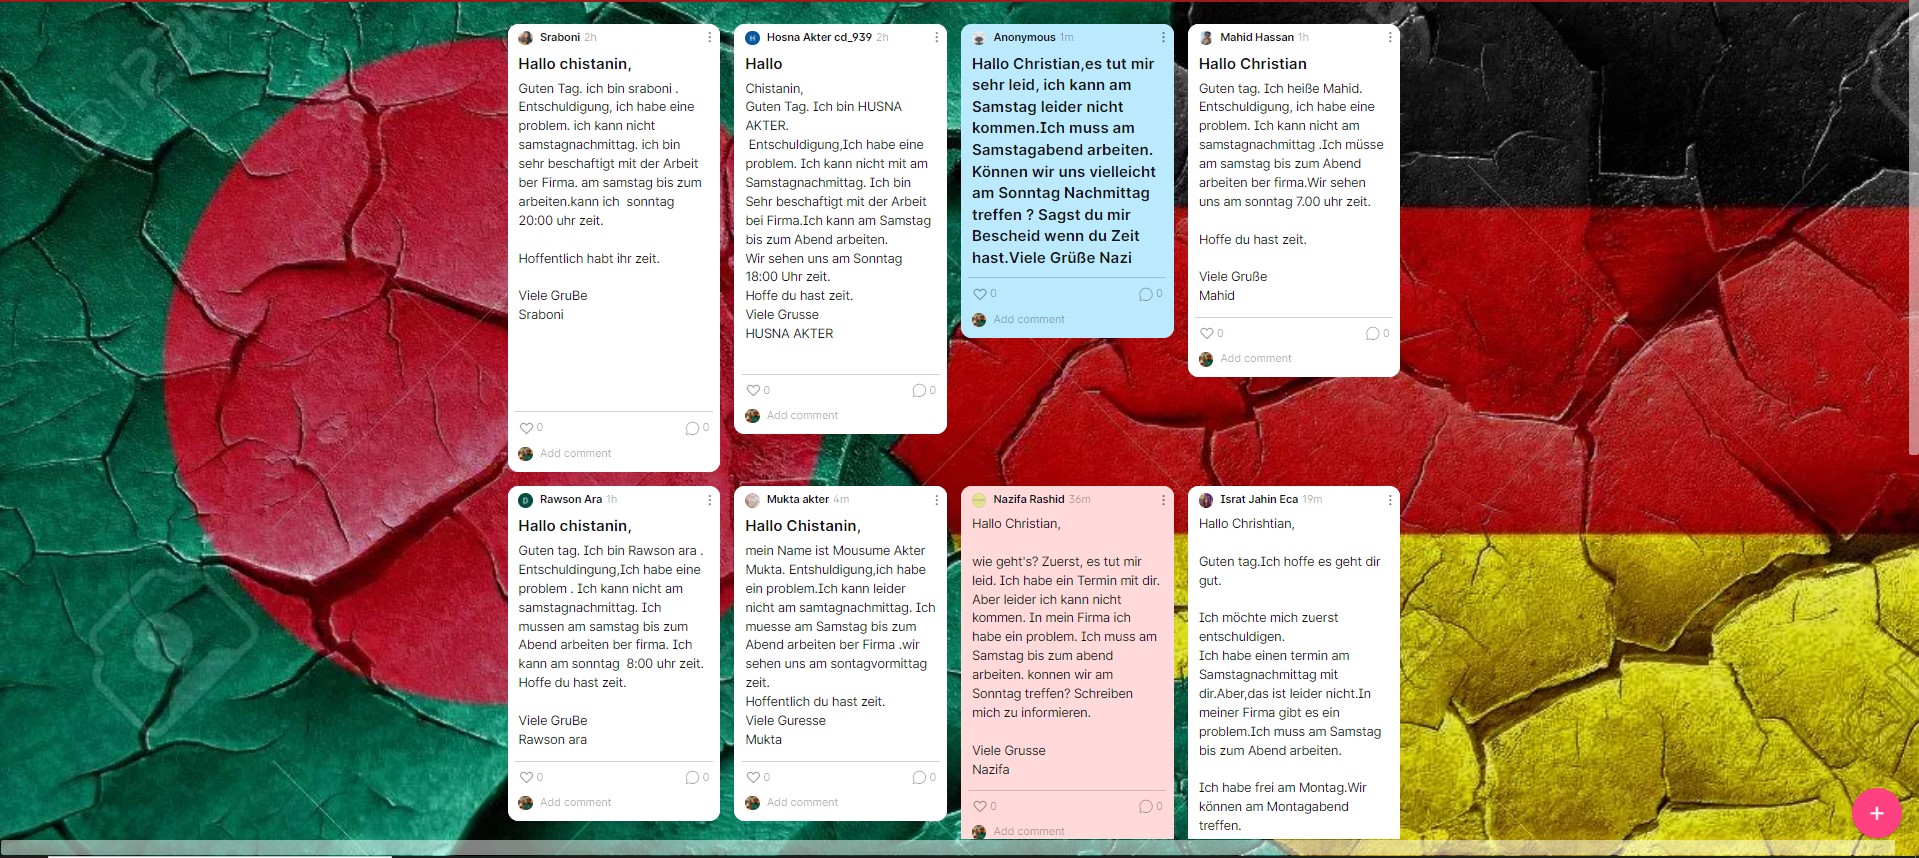 Sraboni 2h
Hallo chistanin,
Guten Tag. ich bin sraboni .
Entschuldigung, ich habe eine
problem. ich kann nicht
samstagnachmittag. ich bin
sehr beschaftigt mit der Arbeit
ber Firma. am samstag bis zum
arbeiten.kann ich  sonntag
20:00 uhr zeit.
Hoffentlich habt ihr zeit.
Viele GruBe
Sraboni
0 0
Add comment
H Hosna Akter cd_939 2h
Hallo
Chistanin,
Guten Tag. Ich bin HUSNA
AKTER.
Entschuldigung,Ich habe eine
problem. Ich kann nicht mit am
Samstagnachmittag. Ich bin
Sehr beschaftigt mit der Arbeit
bei Firma.Ich kann am Samstag
bis zum Abend arbeiten.
Wir sehen uns am Sonntag
18:00 Uhr zeit.
Hoffe du hast zeit.
Viele Grusse
HUSNA AKTER
0 0
Add comment
Anonymous 1m
Hallo Christian,es tut mir
sehr leid, ich kann am
Samstag leider nicht
kommen.Ich muss am
Samstagabend arbeiten.
Können wir uns vielleicht
am Sonntag Nachmittag
treffen ? Sagst du mir
Bescheid wenn du Zeit
hast.Viele Grüße Nazi
0 0
Add comment
Mahid Hassan 1h
Hallo Christian
Guten tag. Ich heiße Mahid.
Entschuldigung, ich habe eine
problem. Ich kann nicht am
samstagnachmittag .Ich müsse
am samstag bis zum Abend
arbeiten ber firma.Wir sehen
uns am sonntag 7.00 uhr zeit.
Hoffe du hast zeit.
Viele Gruße
Mahid
0 0
Add comment
Rawson Ara 1h
Hallo chistanin,
Guten tag. Ich bin Rawson ara .
Entschuldingung,Ich habe eine
problem . Ich kann nicht am
samstagnachmittag. Ich
mussen am samstag bis zum
Abend arbeiten ber firma. Ich
kann am sonntag  8:00 uhr zeit.
Hoffe du hast zeit.
Viele GruBe
Rawson ara
0 0
Add comment
Mukta akter 4m
Hallo Chistanin,
mein Name ist Mousume Akter
Mukta. Entshuldigung,ich habe
ein problem.Ich kann leider
nicht am samtagnachmittag. Ich
muesse am Samstag bis zum
Abend arbeiten ber Firma .wir
sehen uns am sontagvormittag
zeit.
Hoffentlich du hast zeit.
Viele Guresse
Mukta
0 0
Add comment
Nazifa Rashid 36m
Hallo Christian,
wie geht's? Zuerst, es tut mir
leid. Ich habe ein Termin mit dir.
Aber leider ich kann nicht
kommen. In mein Firma ich
habe ein problem. Ich muss am
Samstag bis zum abend
arbeiten. konnen wir am
Sonntag treffen? Schreiben
mich zu informieren.
Viele Grusse
Nazifa
0 0
Add comment
Israt Jahin Eca 19m
Hallo Chrishtian,
Guten tag.Ich hoffe es geht dir
gut.
Ich möchte mich zuerst
entschuldigen.
Ich habe einen termin am
Samstagnachmittag mit
dir.Aber,das ist leider nicht.In
meiner Firma gibt es ein
problem.Ich muss am Samstag
bis zum Abend arbeiten.
Ich habe frei am Montag.Wir
können am Montagabend
treffen.